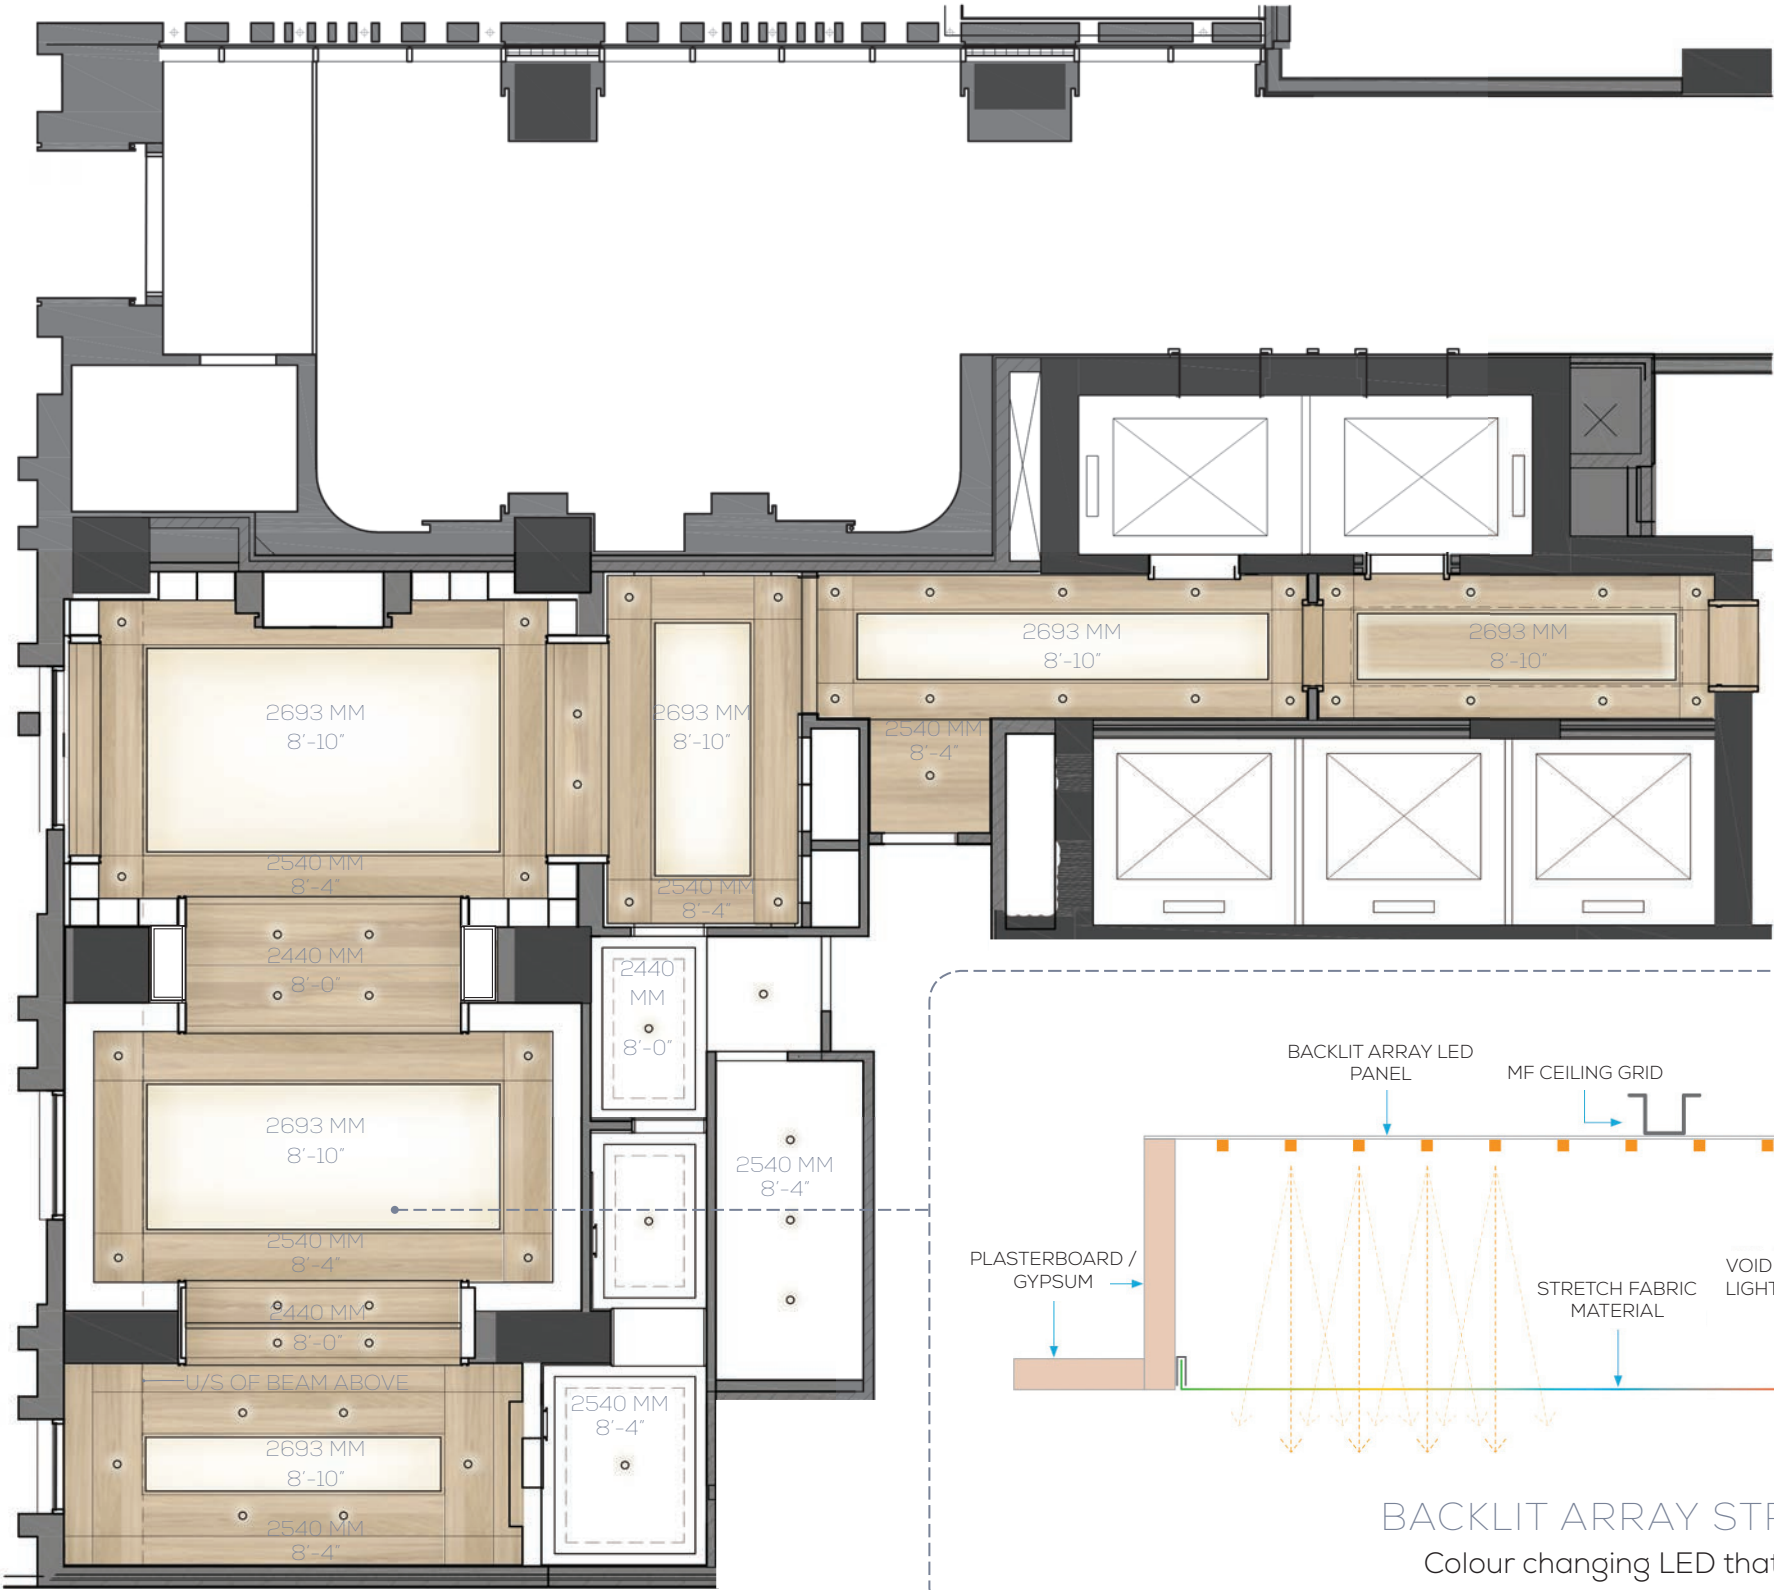 2693 MM
8'-10"
2693 MM
8'-10"
2693 MM
8'-10"
2693 MM
8'-10"
2540 MM
8'-4"
2540 MM
8'-4"
2540 MM
8'-4"
2440 MM
8'-0"
2440
MM
8'-0"
2693 MM
8'-10"
2540 MM
8'-4"
2540 MM
8'-4"
2440 MM
8'-0"
U/S OF BEAM ABOVE
2540 MM
8'-4"
2693 MM
8'-10"
2540 MM
8'-4"
BACKLIT ARRAY LED
PANEL
MF CEILING GRID
PLASTERBOARD /
GYPSUM
STRETCH FABRIC
MATERIAL
VOID
LIGHT
BACKLIT ARRAY STR
Colour changing LED that